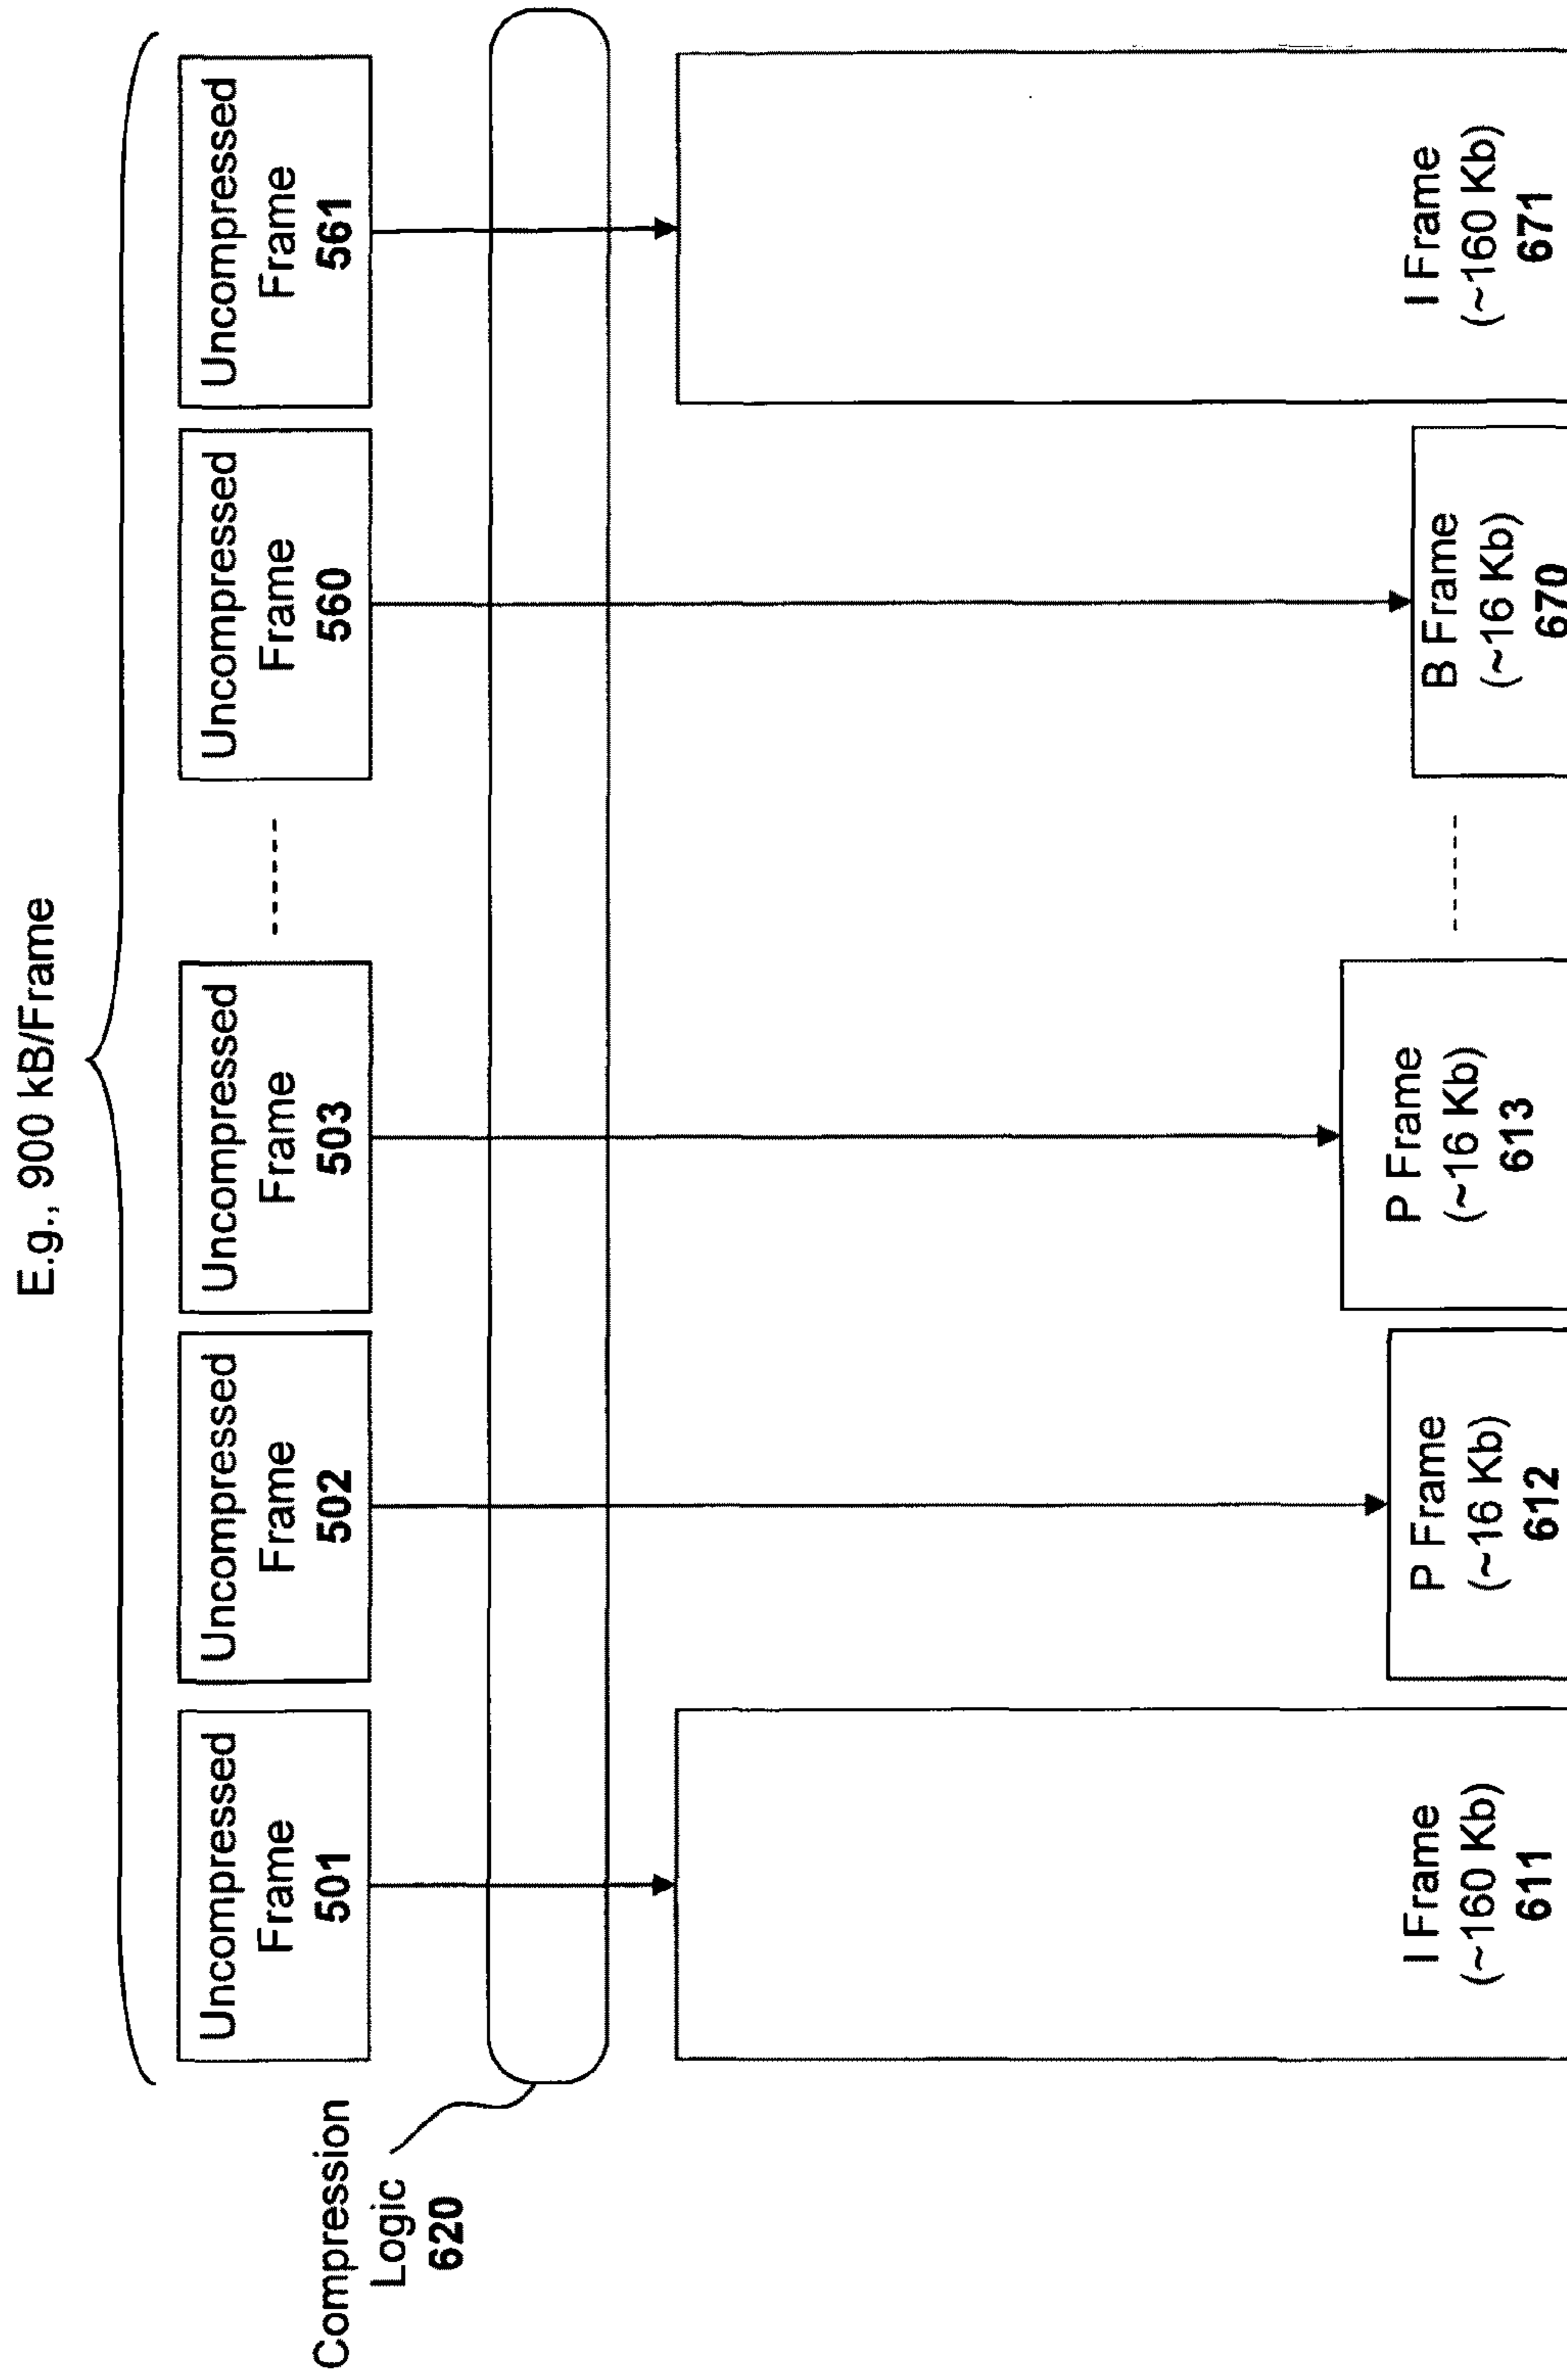 E.g., 900 kB/Frame
Uncompressed
Frame
501
Uncompressed
Frame
502
Uncompressed
Frame
503
------
Uncompressed
Frame
560
Uncompressed
Frame
561
Compression
Logic
620
I Frame
(~160 Kb)
611
P Frame
(~16 Kb)
612
P Frame
(~16 Kb)
613
------
B Frame
(~16 Kb)
670
I Frame
(~160 Kb)
671